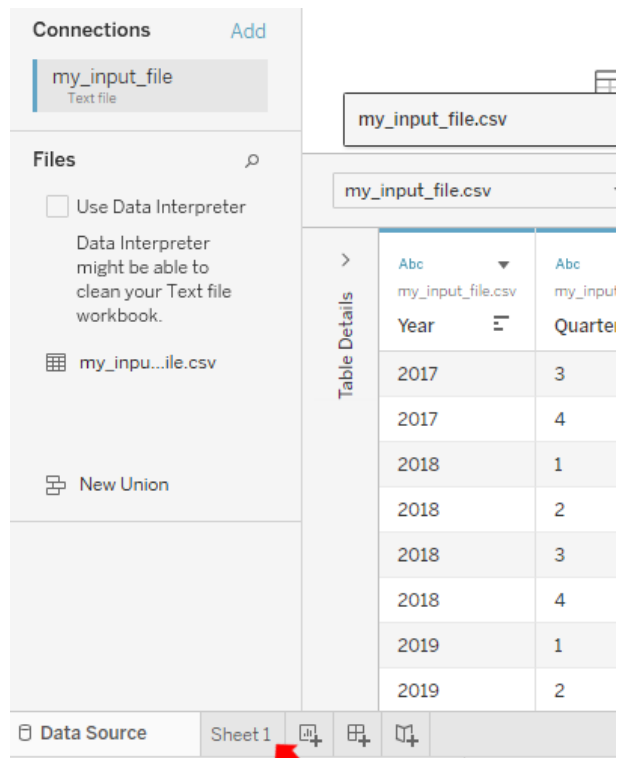 Connections Add
my_input_file
Text file
Files
Use Data Interpreter
Data Interpreter
might be able to
clean your Text file
workbook.
my_inpu...ile.csv
New Union
my_input_file.csv
my_input_file.csv
Table Details
Abc Abc
my_input_file.csv my_input
Year Quarter
2017 3
2017 4
2018 1
2018 2
2018 3
2018 4
2019 1
2019 2
Data Source Sheet 1